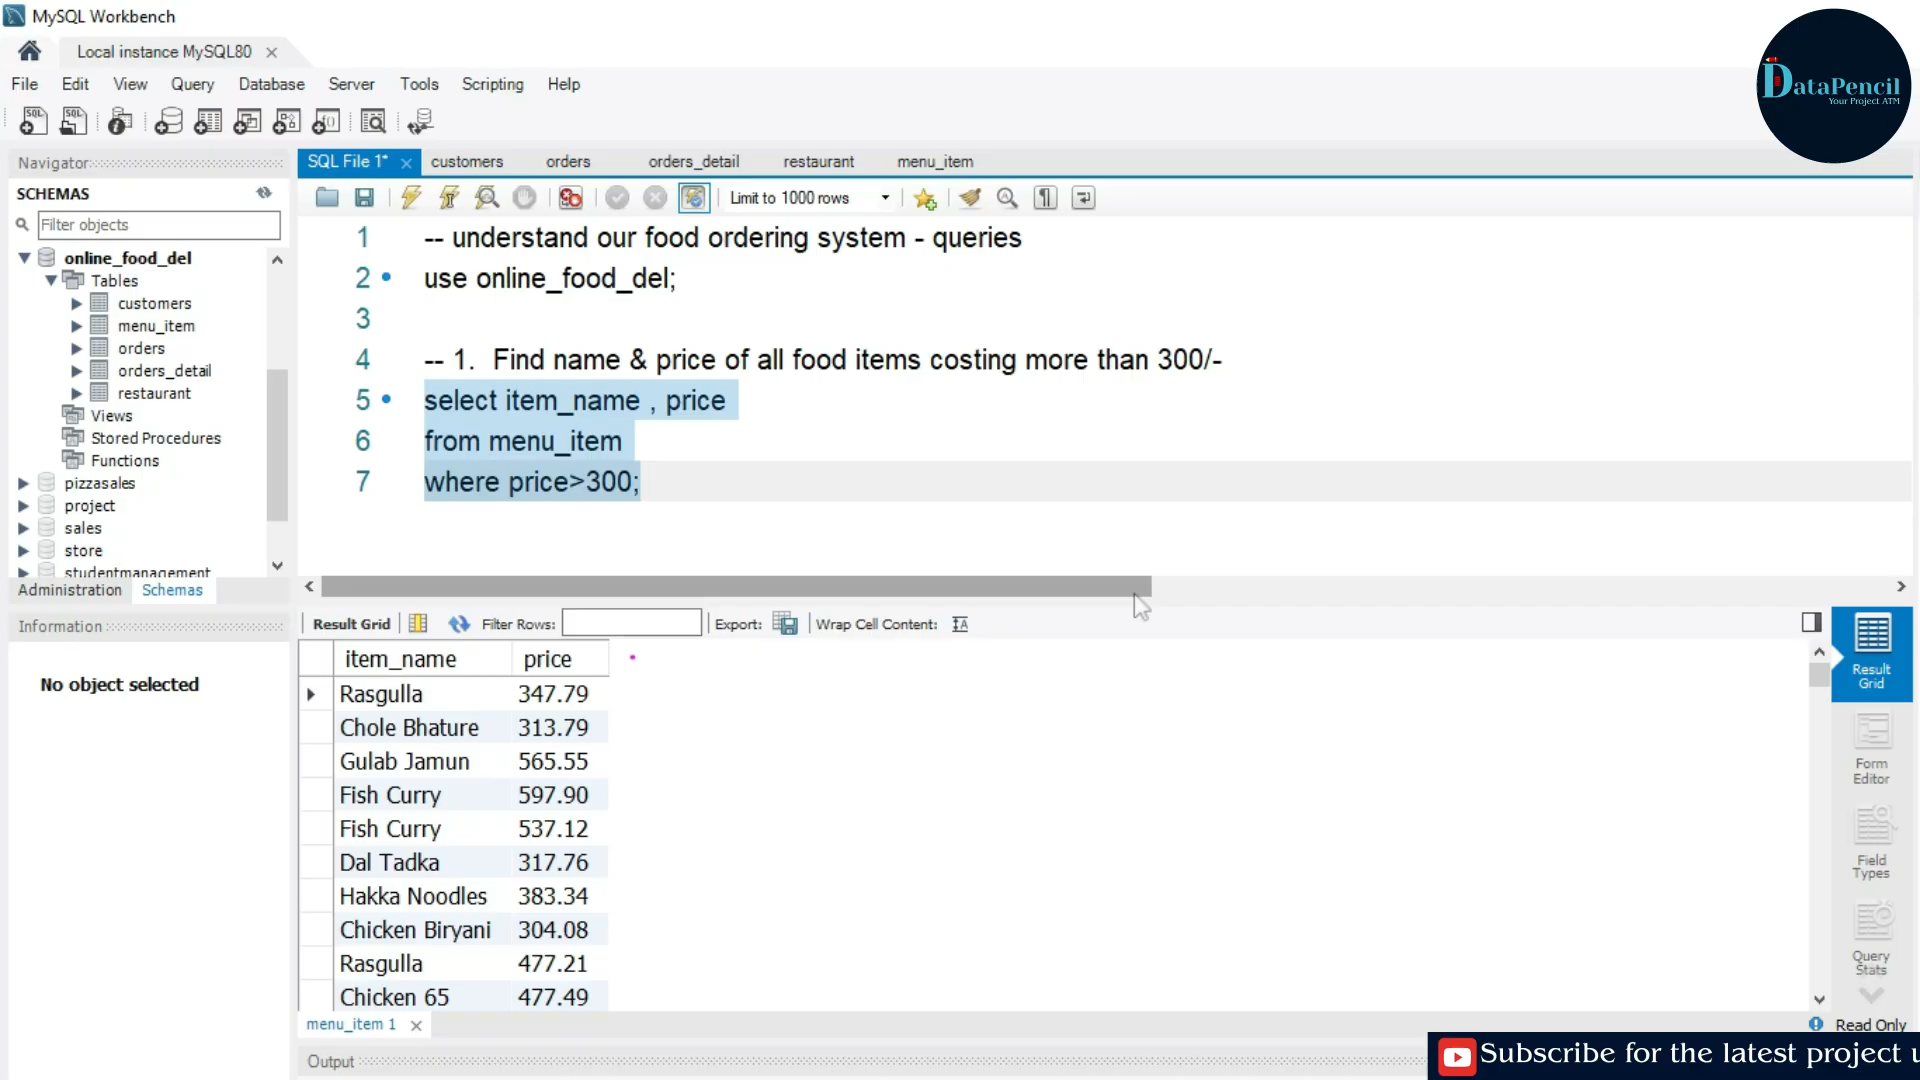 MySQL Workbench
Local instance MySQL80
File Edit View Query Database Server Tools Scripting Help
DataPencil
Your Project ATM
Navigator
SCHEMAS
Filter objects
online_food_del
Tables
customers
menu_item
orders
orders_detail
restaurant
Views
Stored Procedures
Functions
pizzasales
project
sales
store
studentmanagement
Administration Schemas
Information
No object selected
SQL File 1* customers orders orders_detail restaurant menu_item
Limit to 1000 rows
1 -- understand our food ordering system - queries
2 use online_food_del;
3
4 -- 1. Find name & price of all food items costing more than 300/-
5 select item_name , price
6 from menu_item
7 where price>300;
Result Grid Filter Rows: Export: Wrap Cell Content:
item_name price
Rasgulla 347.79
Chole Bhature 313.79
Gulab Jamun 565.55
Fish Curry 597.90
Fish Curry 537.12
Dal Tadka 317.76
Hakka Noodles 383.34
Chicken Biryani 304.08
Rasgulla 477.21
Chicken 65 477.49
Result
Grid
Form
Editor
Field
Types
Query
Stats
menu_item 1
Read Only
Output
Subscribe for the latest project u